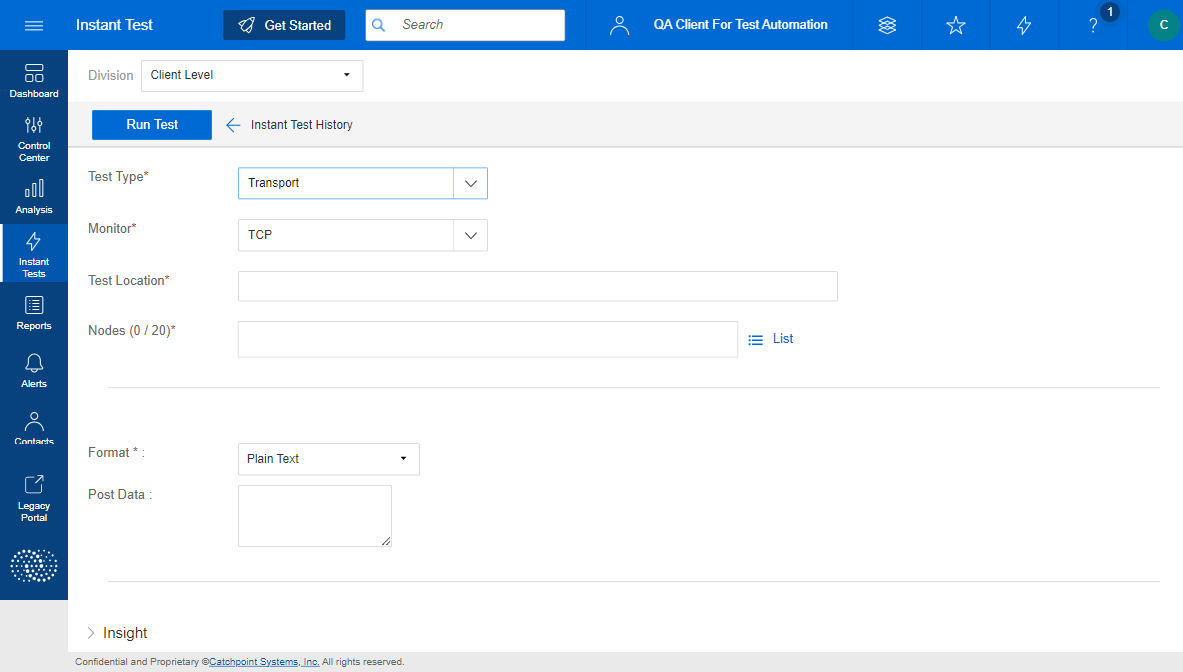 Instant Test
Get Started
Search
QA Client For Test Automation
?
1
C
Dashboard
Control
Center
Analysis
Instant
Tests
Reports
Alerts
Contacts
Legacy
Portal
Division
Client Level
Run Test
Instant Test History
Test Type*
Transport
Monitor*
TCP
Test Location*
Nodes (0 / 20)*
List
Format * :
Plain Text
Post Data :
Insight
Confidential and Proprietary ©Catchpoint Systems, Inc. All rights reserved.